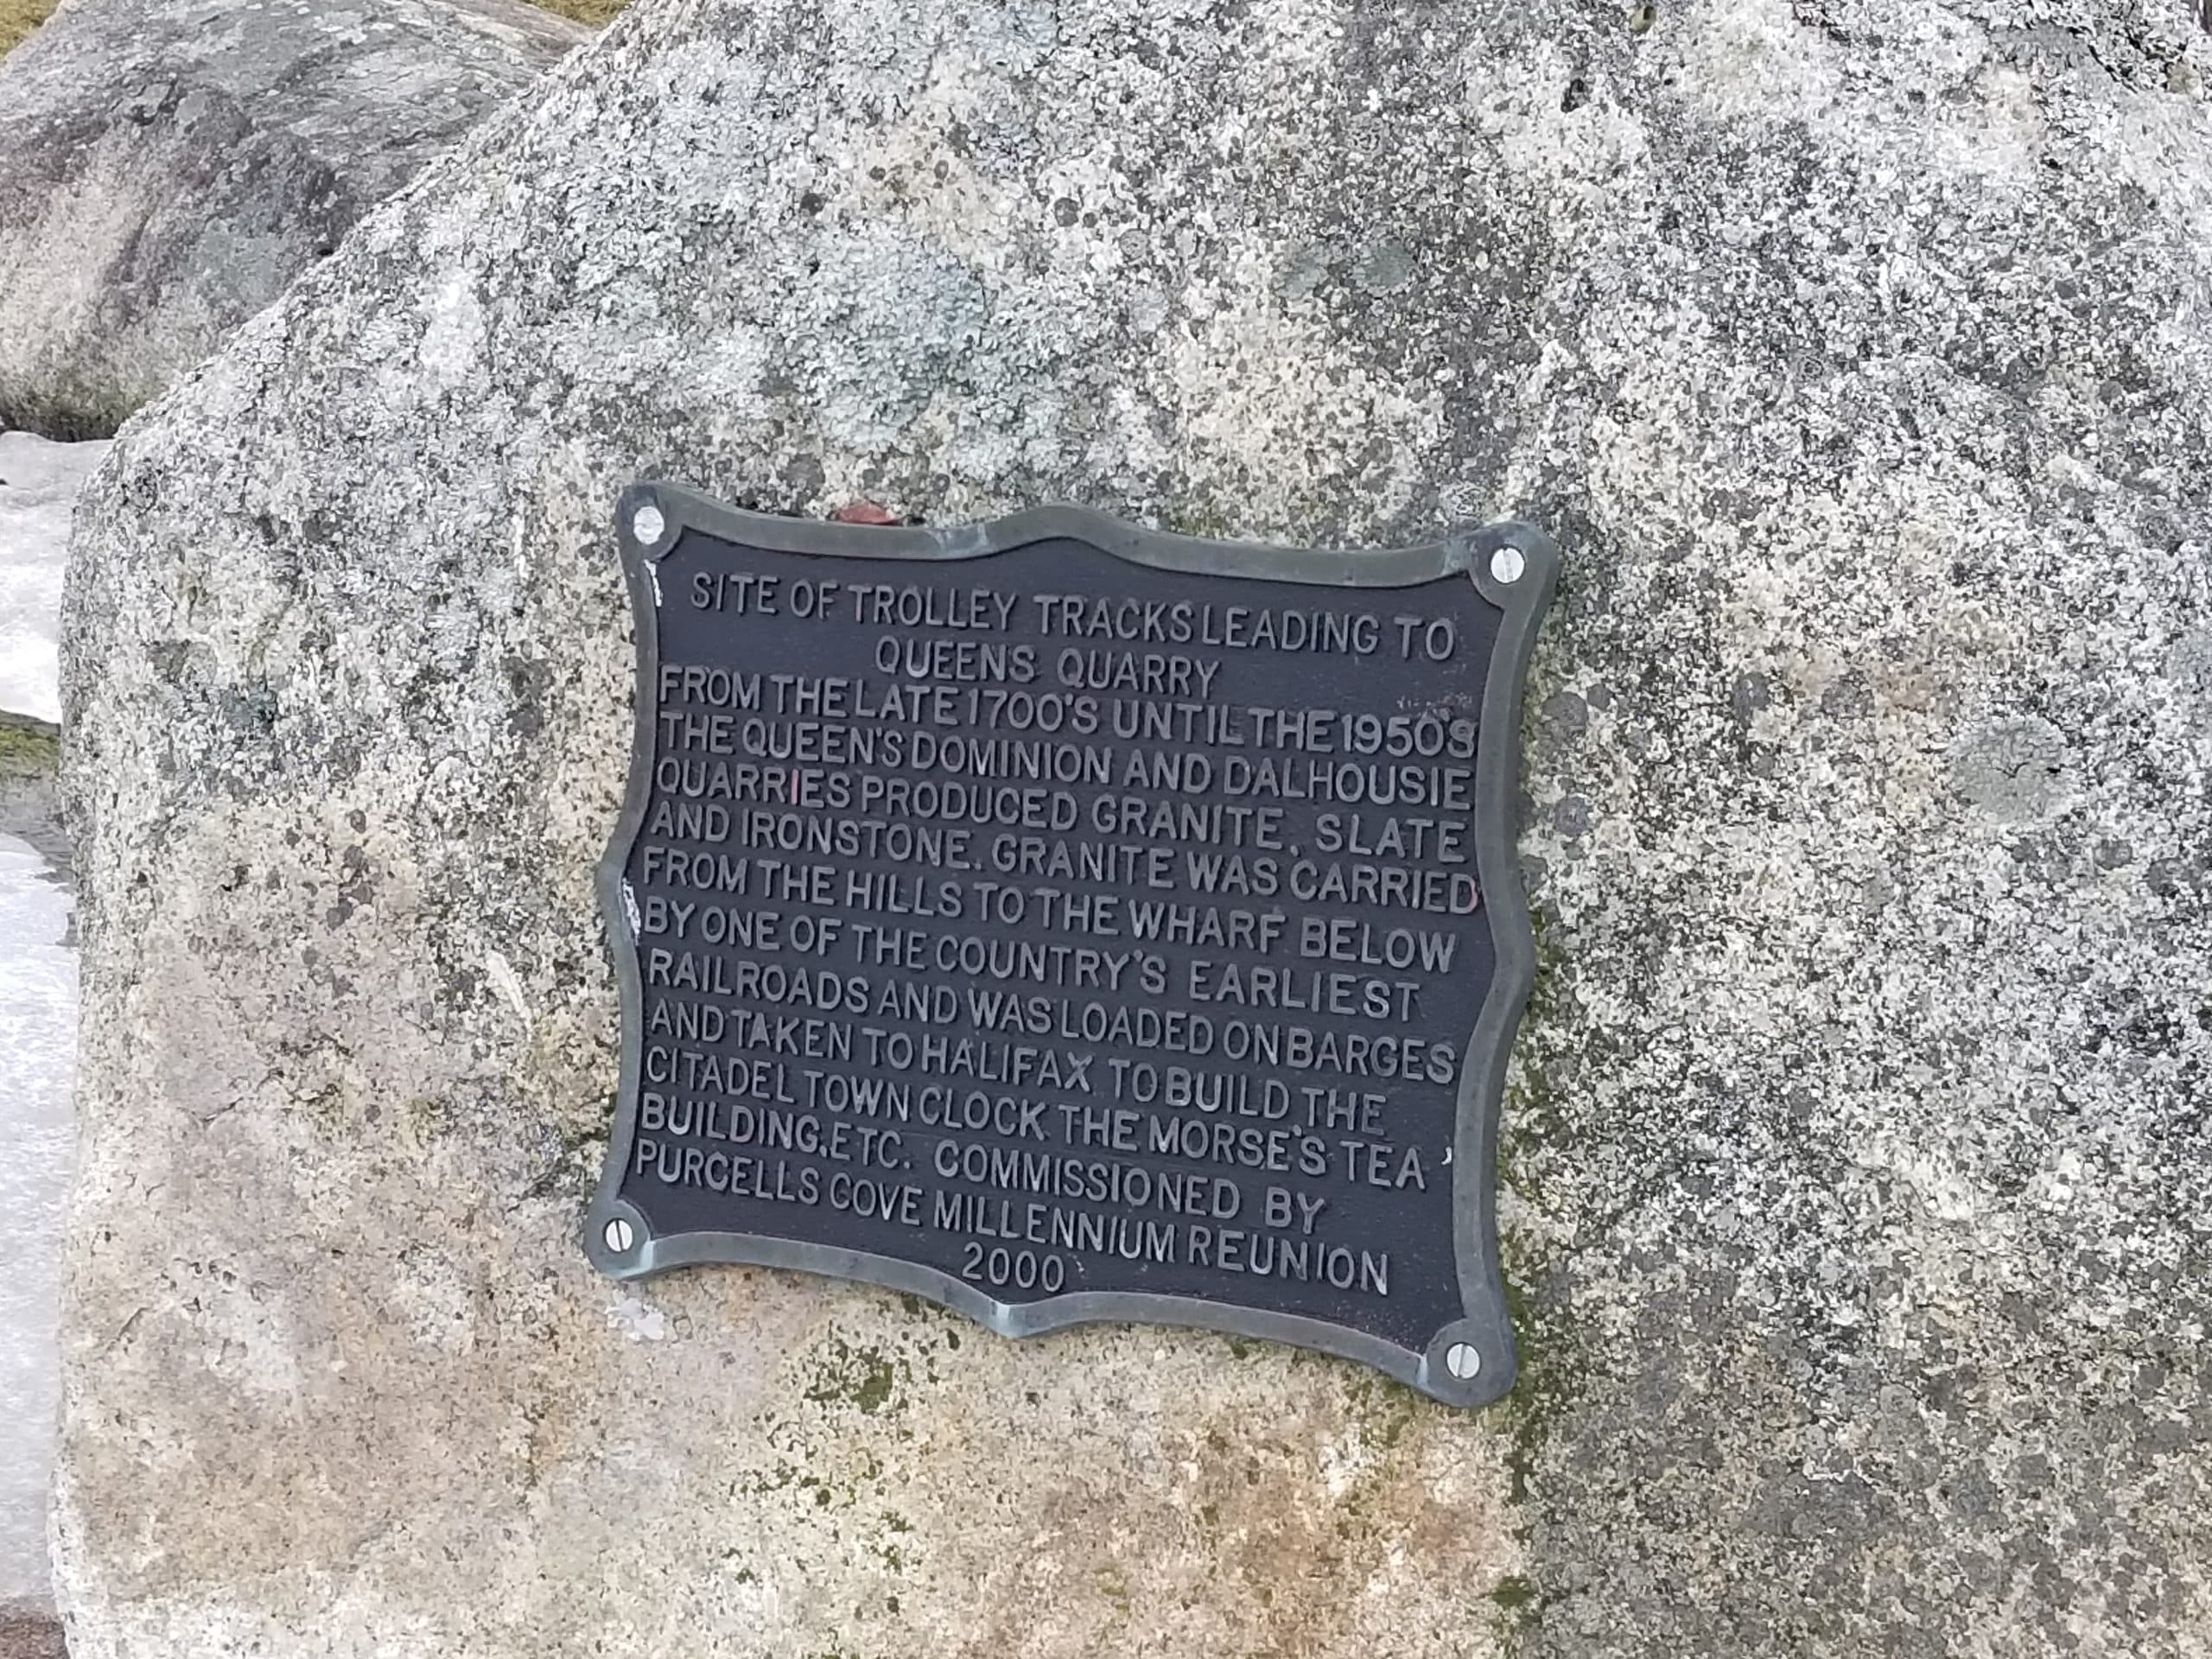 SITE OF TROLLEY TRACKS LEADING TO
QUEENS QUARRY
FROM THE LATE 1700'S UNTIL THE 1950'S
THE QUEEN'S DOMINION AND DALHOUSIE
QUARRIES PRODUCED GRANITE, SLATE
AND IRONSTONE. GRANITE WAS CARRIED
FROM THE HILLS TO THE WHARF BELOW
BY ONE OF THE COUNTRY'S EARLIEST
RAILROADS AND WAS LOADED ON BARGES
AND TAKEN TO HALIFAX TO BUILD THE
CITADEL TOWN CLOCK THE MORSE'S TEA
BUILDING, ETC. COMMISSIONED BY
PURCELLS COVE MILLENNIUM REUNION
2000